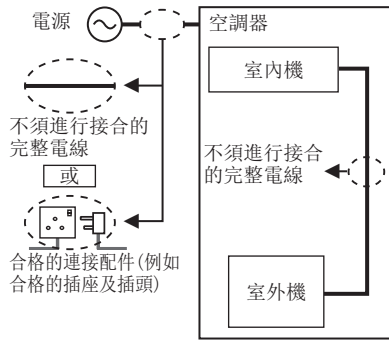 電源
空調器
室內機
不須進行接合的
完整電線
或
不須進行接合
的完整電線
合格的連接配件(例如
合格的插座及插頭)
室外機